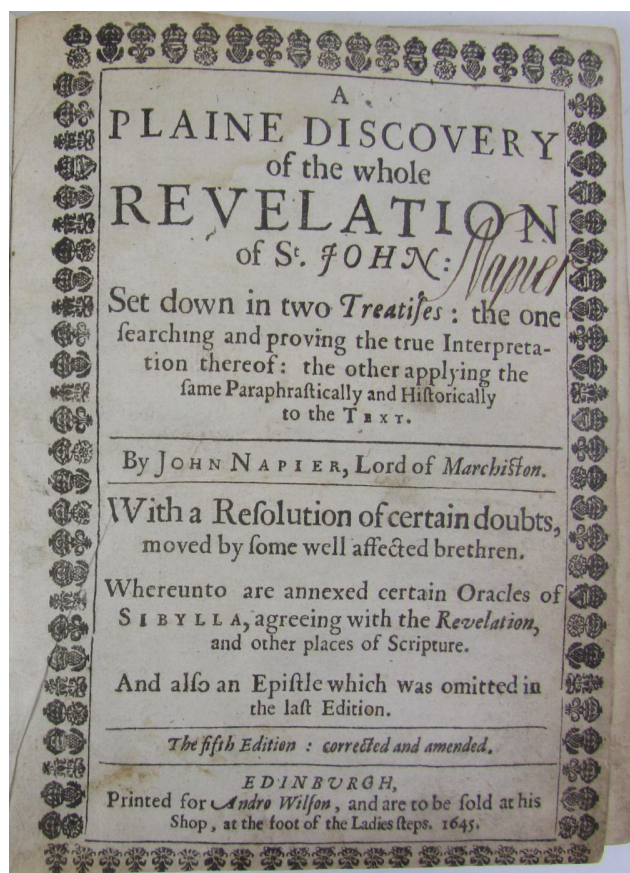 A
PLAINE DISCOVERY
of the whole
REVELATION
of St. JOHN:
Napier
Set down in two Treatiſes: the one
ſearching and proving the true Interpreta-
tion thereof: the other applying the
ſame Paraphraſtically and Hiſtorically
to the TEXT.
By JOHN NAPIER, Lord of Marchiſton.
With a Reſolution of certain doubts,
moved by ſome well affected brethren.
Whereunto are annexed certain Oracles of
SIBYLLA, agreeing with the Revelation,
and other places of Scripture.
And alſo an Epiſtle which was omitted in
the laſt Edition.
The fifth Edition: corrected and amended.
EDINBVRGH,
Printed for Andro Wilſon, and are to be ſold at his
Shop, at the foot of the Ladies ſteps. 1645.